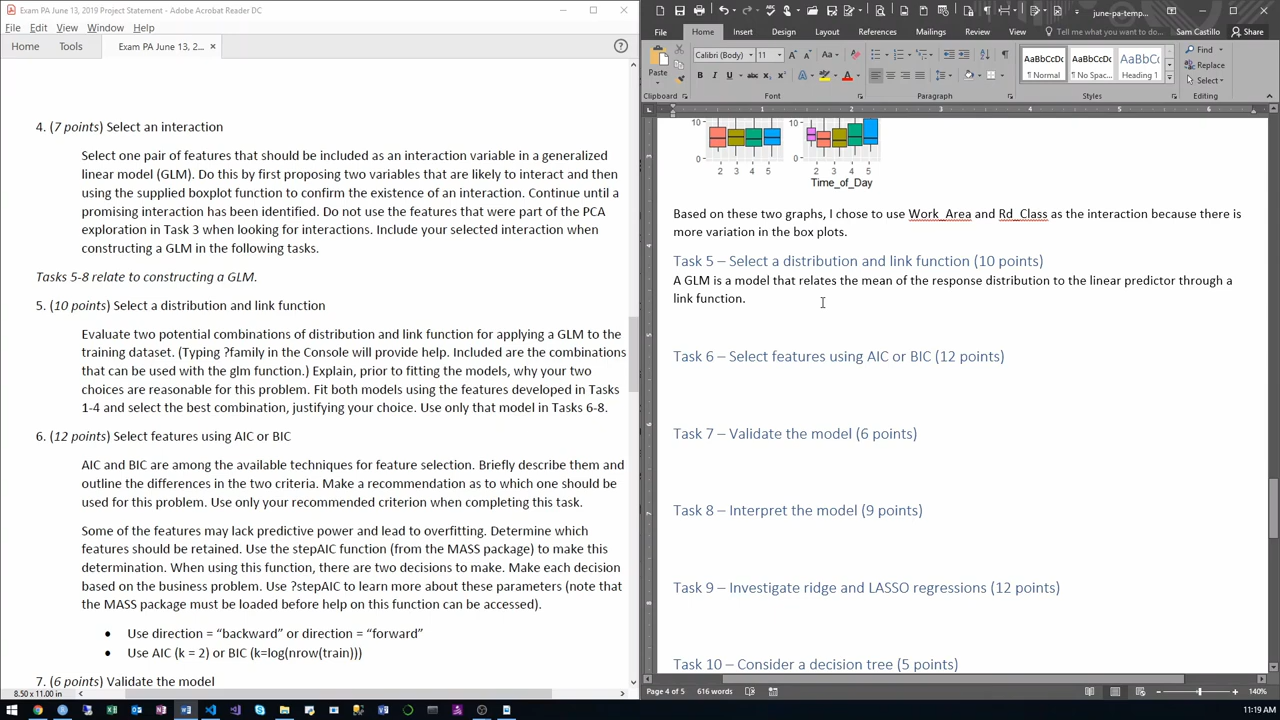 Exam PA June 13, 2019 Project Statement - Adobe Acrobat Reader DC
File Edit View Window Help
Home Tools Exam PA June 13, 2... ×
4. (7 points) Select an interaction
Select one pair of features that should be included as an interaction variable in a generalized
linear model (GLM). Do this by first proposing two variables that are likely to interact and then
using the supplied boxplot function to confirm the existence of an interaction. Continue until a
promising interaction has been identified. Do not use the features that were part of the PCA
exploration in Task 3 when looking for interactions. Include your selected interaction when
constructing a GLM in the following tasks.
Tasks 5-8 relate to constructing a GLM.
5. (10 points) Select a distribution and link function
Evaluate two potential combinations of distribution and link function for applying a GLM to the
training dataset. (Typing ?family in the Console will provide help. Included are the combinations
that can be used with the glm function.) Explain, prior to fitting the models, why your two
choices are reasonable for this problem. Fit both models using the features developed in Tasks
1-4 and select the best combination, justifying your choice. Use only that model in Tasks 6-8.
6. (12 points) Select features using AIC or BIC
AIC and BIC are among the available techniques for feature selection. Briefly describe them and
outline the differences in the two criteria. Make a recommendation as to which one should be
used for this problem. Use only your recommended criterion when completing this task.
Some of the features may lack predictive power and lead to overfitting. Determine which
features should be retained. Use the stepAIC function (from the MASS package) to make this
determination. When using this function, there are two decisions to make. Make each decision
based on the business problem. Use ?stepAIC to learn more about these parameters (note that
the MASS package must be loaded before help on this function can be accessed).
• Use direction = “backward” or direction = “forward”
• Use AIC (k = 2) or BIC (k=log(nrow(train)))
7. (6 points) Validate the model
8.50 x 11.00 in
june-pa-temp...
File Home Insert Design Layout References Mailings Review View Tell me what you want to do Sam Castillo Share
Paste
Calibri (Body) 11
AaBbCcDc AaBbCcDc AaBbCc
¶ Normal ¶ No Spac... Heading 1
Find
Replace
Select
Clipboard Font Paragraph Styles Editing
10 10
0 0
2 3 4 5 2 3 4 5
Time_of_Day
Based on these two graphs, I chose to use Work_Area and Rd_Class as the interaction because there is
more variation in the box plots.
Task 5 – Select a distribution and link function (10 points)
A GLM is a model that relates the mean of the response distribution to the linear predictor through a
link function.
Task 6 – Select features using AIC or BIC (12 points)
Task 7 – Validate the model (6 points)
Task 8 – Interpret the model (9 points)
Task 9 – Investigate ridge and LASSO regressions (12 points)
Task 10 – Consider a decision tree (5 points)
Page 4 of 5 616 words 140%
11:19 AM